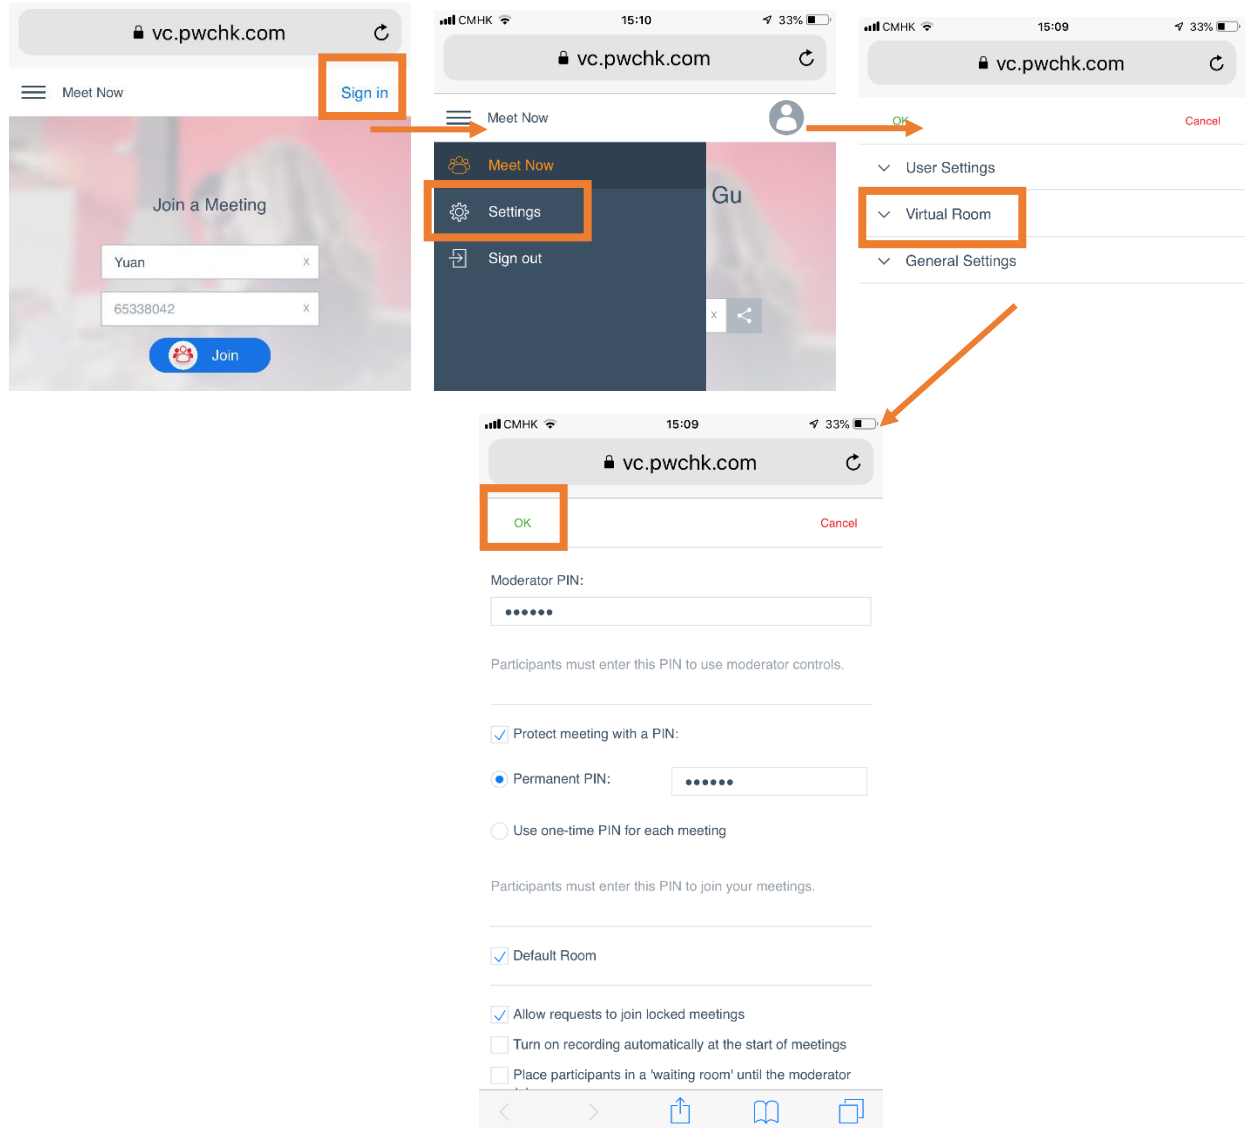 vc.pwchk.com
Meet Now
Sign in
Join a Meeting
Yuan
x
65338042
x
Join
CMHK
15:10
33%
vc.pwchk.com
Meet Now
Meet Now
Gu
Settings
Sign out
x
CMHK
15:09
33%
vc.pwchk.com
OK
Cancel
User Settings
Virtual Room
General Settings
CMHK
15:09
33%
vc.pwchk.com
OK
Cancel
Moderator PIN:
••••••
Participants must enter this PIN to use moderator controls.
Protect meeting with a PIN:
Permanent PIN:
••••••
Use one-time PIN for each meeting
Participants must enter this PIN to join your meetings.
Default Room
Allow requests to join locked meetings
Turn on recording automatically at the start of meetings
Place participants in a 'waiting room' until the moderator